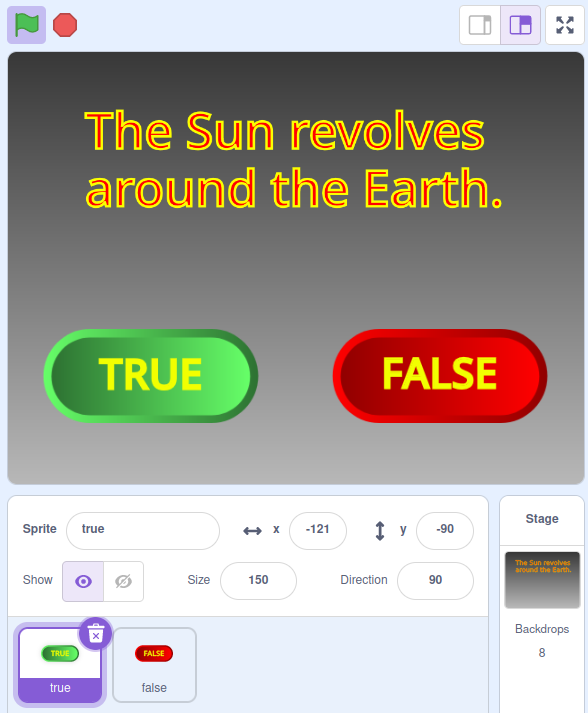 The Sun revolves
around the Earth.
TRUE FALSE
Sprite true x -121 y -90
Show Size 150 Direction 90
Stage
The Sun revolves
around the Earth.
Backdrops
8
TRUE FALSE
true false